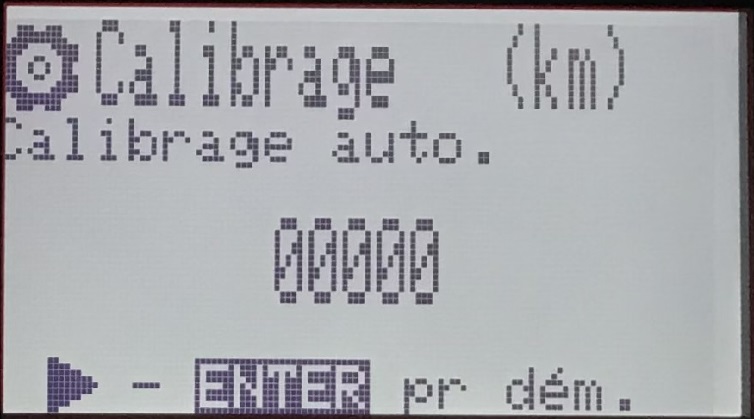 Calibrage (km)
Calibrage auto.
00000
- ENTER pr dém.